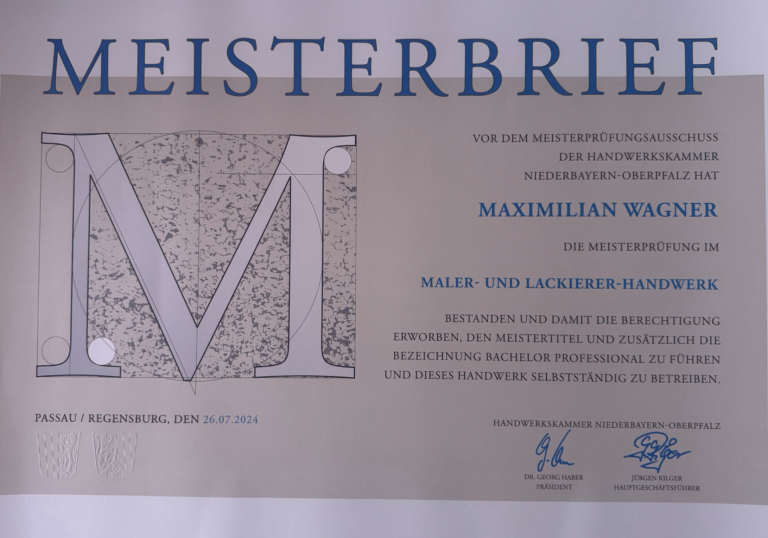 MEISTERBRIEF
VOR DEM MEISTERPRÜFUNGSAUSSCHUSS
DER HANDWERKSKAMMER
NIEDERBAYERN-OBERPFALZ HAT
MAXIMILIAN WAGNER
DIE MEISTERPRÜFUNG IM
MALER- UND LACKIERER-HANDWERK
BESTANDEN UND DAMIT DIE BERECHTIGUNG
ERWORBEN, DEN MEISTERTITEL UND ZUSÄTZLICH DIE
BEZEICHNUNG BACHELOR PROFESSIONAL ZU FÜHREN
UND DIESES HANDWERK SELBSTSTÄNDIG ZU BETREIBEN.
M
PASSAU / REGENSBURG, DEN 26.07.2024
HANDWERKSKAMMER NIEDERBAYERN-OBERPFALZ
DR. GEORG HABER
PRÄSIDENT
JÜRGEN KILGER
HAUPTGESCHÄFTSFÜHRER